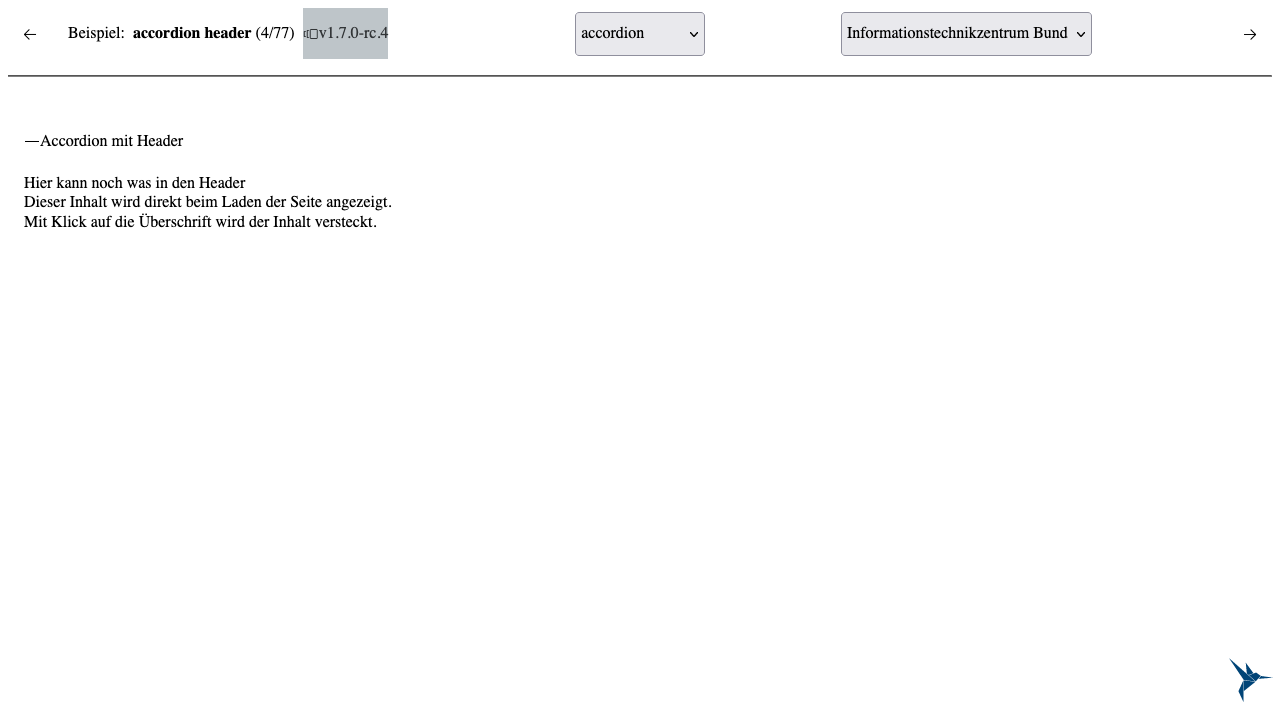 Beispiel: accordion header (4/77) v1.7.0-rc.4 accordion Informationstechnikzentrum Bund
—Accordion mit Header
Hier kann noch was in den Header
Dieser Inhalt wird direkt beim Laden der Seite angezeigt.
Mit Klick auf die Überschrift wird der Inhalt versteckt.